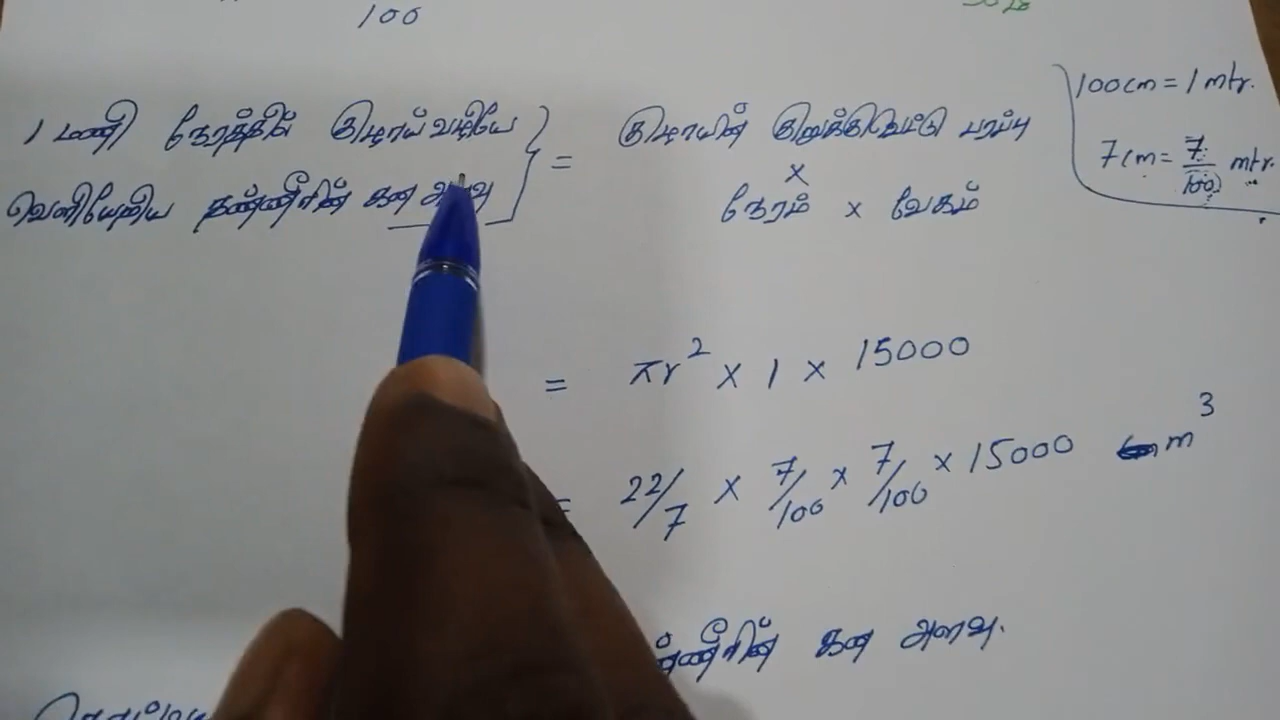 100
1 மணி நேரத்தில் குழாய் வழியே
வெளியேறிய தண்ணீரின் கன அளவு
=
குழாயின் குறுக்குவெட்டு பரப்பு
×
நேரம் × வேகம்
100cm = 1 mtr.
7cm = 7/100 mtr.
= πr² × 1 × 15000
= 22/7 × 7/100 × 7/100 × 15000 m³
ண்ணீரின் கன அளவு.